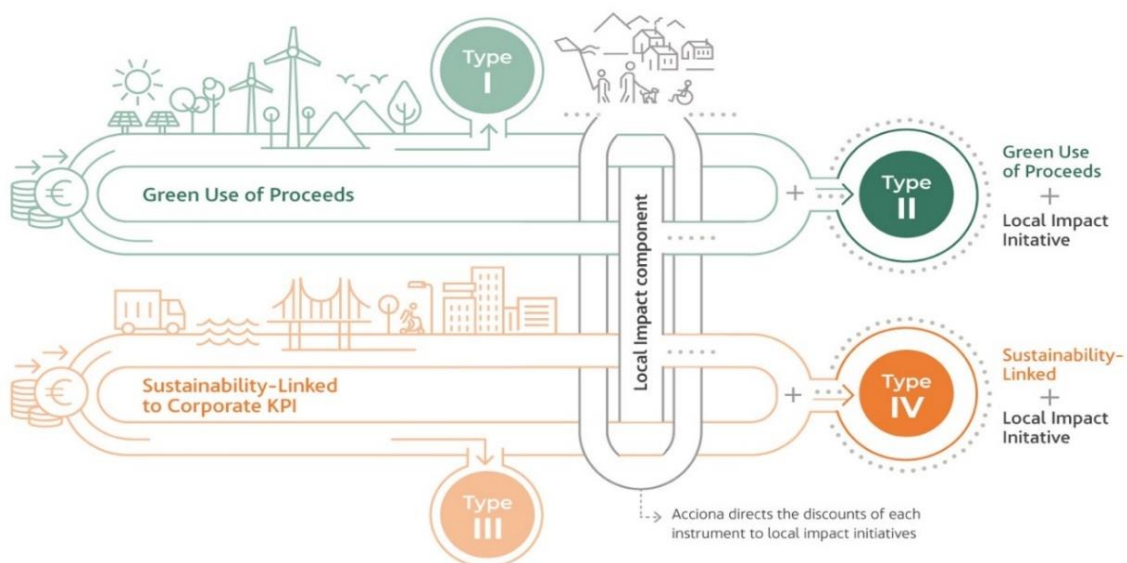 Type
I
€
Green Use of Proceeds
+
Type
II
Green Use
of Proceeds
+
Local Impact
Initative
Local Impact component
€
Sustainability-Linked
to Corporate KPI
+
Type
IV
Sustainability-
Linked
+
Local Impact
Initative
Type
III
Acciona directs the discounts of each
instrument to local impact initiatives